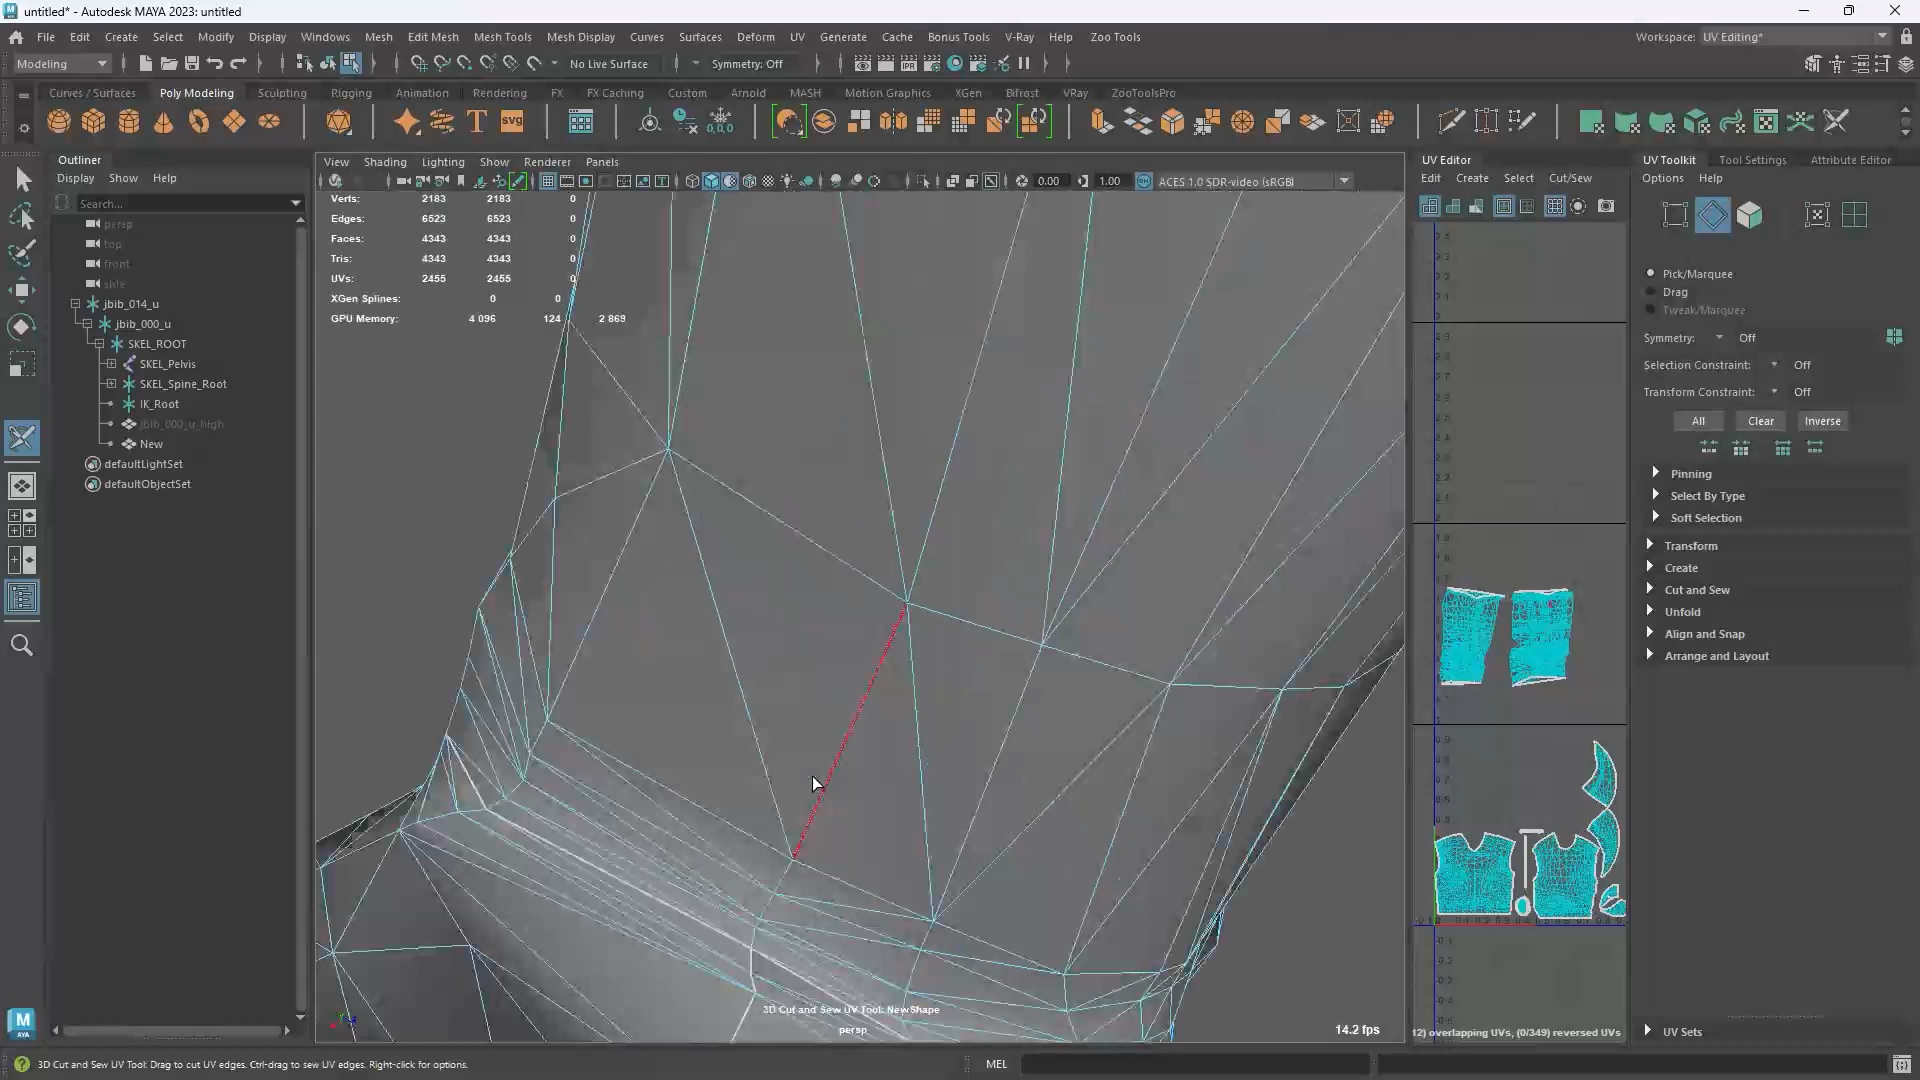 untitled* - Autodesk MAYA 2023: untitled
File Edit Create Select Modify Display Windows Mesh Edit Mesh Mesh Tools Mesh Display Curves Surfaces Deform UV Generate Cache Bonus Tools V-Ray Help Zoo Tools
Workspace: UV Editing*
Modeling
No Live Surface
Symmetry: Off
Curves / Surfaces Poly Modeling Sculpting Rigging Animation Rendering FX FX Caching Custom Arnold MASH Motion Graphics XGen Bifrost VRay ZooToolsPro
T svg 0,0,0
Outliner
Display Show Help
Search...
persp
top
front
side
jbib_014_u
jbib_000_u
SKEL_ROOT
SKEL_Pelvis
SKEL_Spine_Root
IK_Root
jbib_000_u_high
New
defaultLightSet
defaultObjectSet
View Shading Lighting Show Renderer Panels
0.00 1.00 ACES 1.0 SDR-video (sRGB)
Verts: 2183 2183 0
Edges: 6523 6523 0
Faces: 4343 4343 0
Tris: 4343 4343 0
UVs: 2455 2455 0
XGen Splines: 0 0
GPU Memory: 4 096 124 2 869
3D Cut and Sew UV Tool: NewShape
persp
14.2 fps
UV Editor
Edit Create Select Cut/Sew
12) overlapping UVs, (0/349) reversed UVs
UV Toolkit Tool Settings Attribute Editor
Options Help
Pick/Marquee
Drag
Tweak/Marquee
Symmetry: Off
Selection Constraint: Off
Transform Constraint: Off
All Clear Inverse
Pinning
Select By Type
Soft Selection
Transform
Create
Cut and Sew
Unfold
Align and Snap
Arrange and Layout
UV Sets
M
AYA
3D Cut and Sew UV Tool: Drag to cut UV edges. Ctrl-drag to sew UV edges. Right-click for options.
MEL